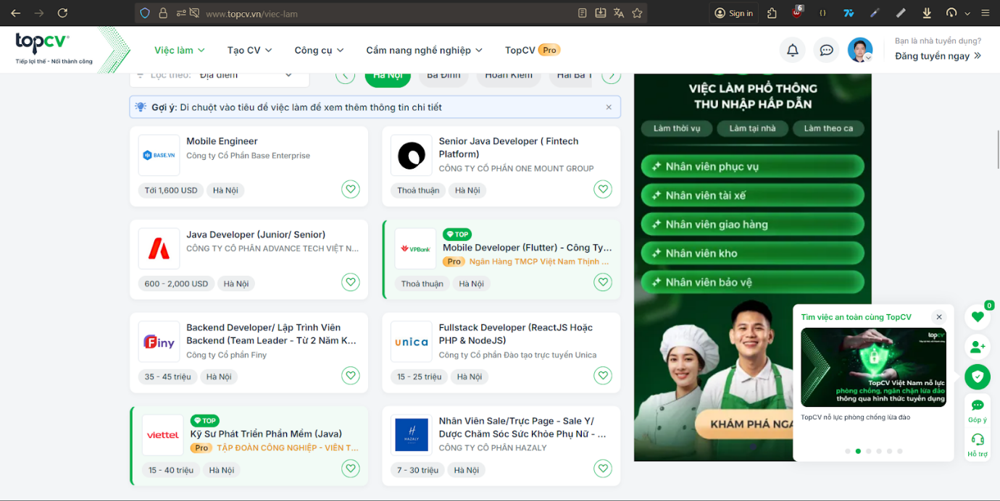 Sign in
6
www.topcv.vn/viec-lam
topcv
Tiếp lợi thế - Nối thành công
Việc làm
Tạo CV
Công cụ
Cẩm nang nghề nghiệp
TopCV Pro
Bạn là nhà tuyển dụng?
Đăng tuyển ngay
Lọc theo: Địa điểm
Hà Nội
Ba Đình
Hoàn Kiếm
Hai Bà T
Gợi ý: Di chuột vào tiêu đề việc làm để xem thêm thông tin chi tiết
BASE.VN
Mobile Engineer
Công ty Cổ Phần Base Enterprise
Tới 1,600 USD
Hà Nội
Senior Java Developer ( Fintech
Platform)
CÔNG TY CỔ PHẦN ONE MOUNT GROUP
Thoả thuận
Hà Nội
Java Developer (Junior/ Senior)
CÔNG TY CỔ PHẦN ADVANCE TECH VIỆT N...
600 - 2,000 USD
Hà Nội
VPBank
TOP
Mobile Developer (Flutter) - Công Ty...
Pro Ngân Hàng TMCP Việt Nam Thịnh ...
Thoả thuận
Hà Nội
Finy
Backend Developer/ Lập Trình Viên
Backend (Team Leader - Từ 2 Năm K...
Công ty Cổ phần Finy
35 - 45 triệu
Hà Nội
unica
Fullstack Developer (ReactJS Hoặc
PHP & NodeJS)
Công ty Cổ phần Đào tạo trực tuyến Unica
15 - 25 triệu
Hà Nội
viettel
TOP
Kỹ Sư Phát Triển Phần Mềm (Java)
Pro TẬP ĐOÀN CÔNG NGHIỆP - VIỄN T...
15 - 40 triệu
Hà Nội
HAZALY
Nhân Viên Sale/Trực Page - Sale Y/
Dược Chăm Sóc Sức Khỏe Phụ Nữ - ...
CÔNG TY CỔ PHẦN HAZALY
7 - 30 triệu
Hà Nội
VIỆC LÀM PHỔ THÔNG
THU NHẬP HẤP DẪN
Làm thời vụ
Làm tại nhà
Làm theo ca
Nhân viên phục vụ
Nhân viên tài xế
Nhân viên giao hàng
Nhân viên kho
Nhân viên bảo vệ
KHÁM PHÁ NGA
Tìm việc an toàn cùng TopCV
topcv
TopCV Việt Nam nỗ lực
phòng chống, ngăn chặn lừa đảo
thông qua hình thức tuyển dụng
TopCV nỗ lực phòng chống lừa đảo
0
Góp ý
Hỗ trợ